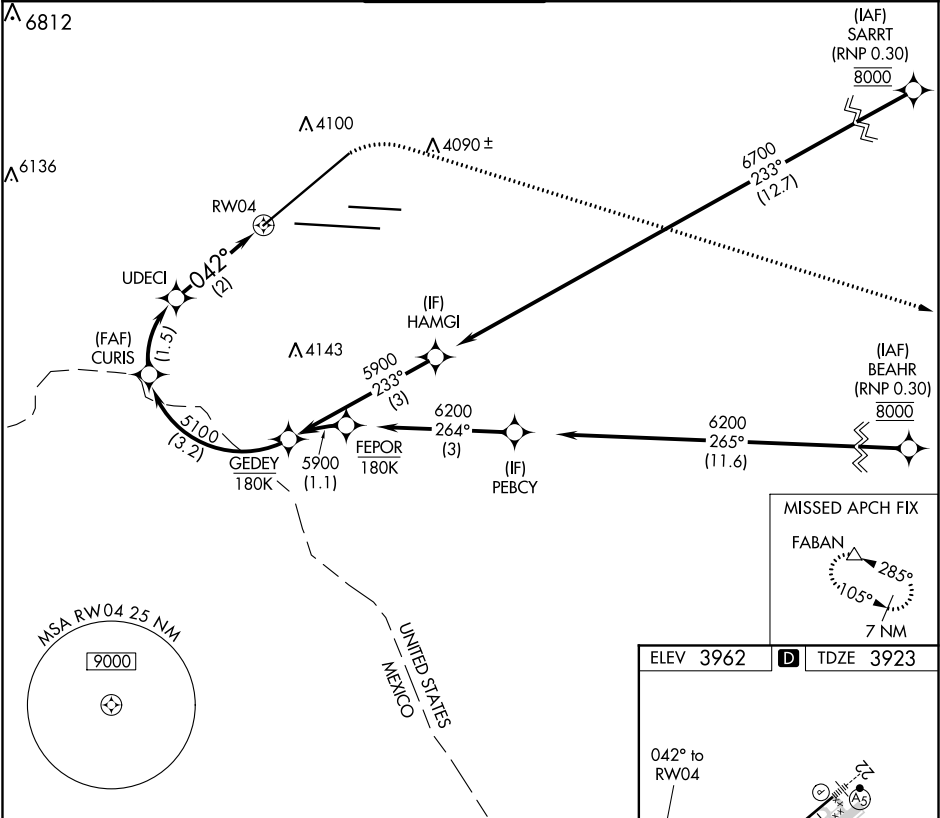 6812
(IAF)
SARRT
(RNP 0.30)
8000
4100
4090 ±
6136
6700
233°
(12.7)
RW04
UDECI
042°
(2)
(IF)
HAMGI
(FAF)
CURIS
(1.5)
4143
5900
233°
(3)
(IAF)
BEAHR
(RNP 0.30)
8000
5100
(3.2)
GEDEY
180K
5900
(1.1)
FEPOR
180K
6200
264°
(3)
(IF)
PEBCY
6200
265°
(11.6)
MISSED APCH FIX
FABAN
285°
105°
7 NM
MSA RW04 25 NM
9000
UNITED STATES
MEXICO
ELEV 3962
D
TDZE 3923
042° to
RW04
22
P
A5